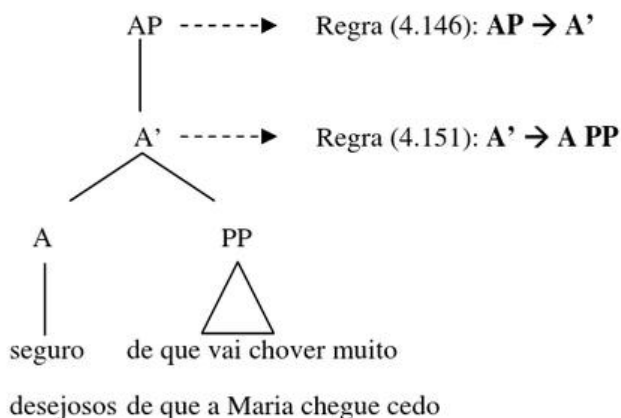 AP Regra (4.146): AP → A’
A’ Regra (4.151): A’ → A PP
A PP
seguro de que vai chover muito
desejosos de que a Maria chegue cedo